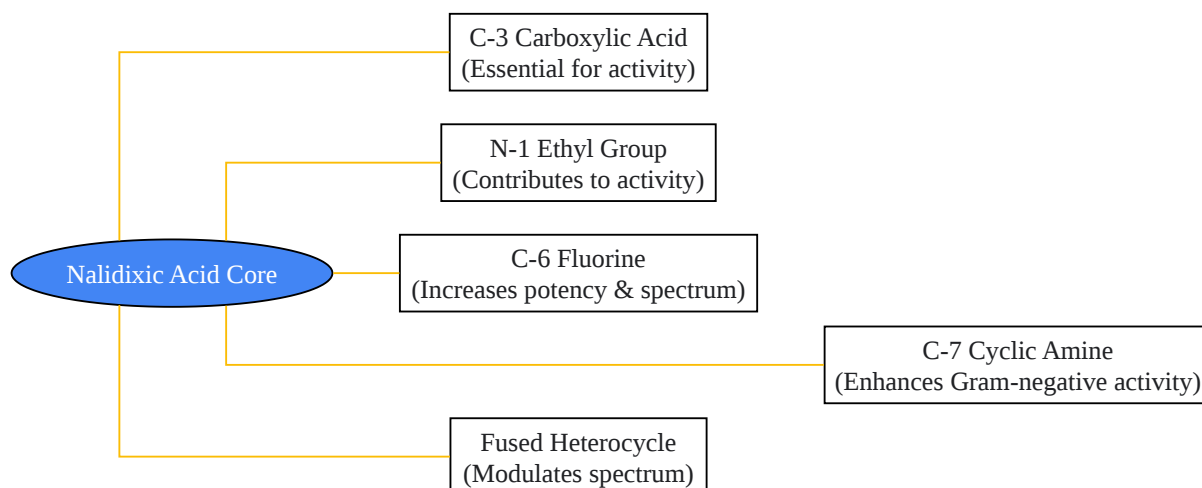 C-3 Carboxylic Acid
(Essential for activity)
N-1 Ethyl Group
(Contributes to activity)
Nalidixic Acid Core
C-6 Fluorine
(Increases potency & spectrum)
C-7 Cyclic Amine
(Enhances Gram-negative activity)
Fused Heterocycle
(Modulates spectrum)